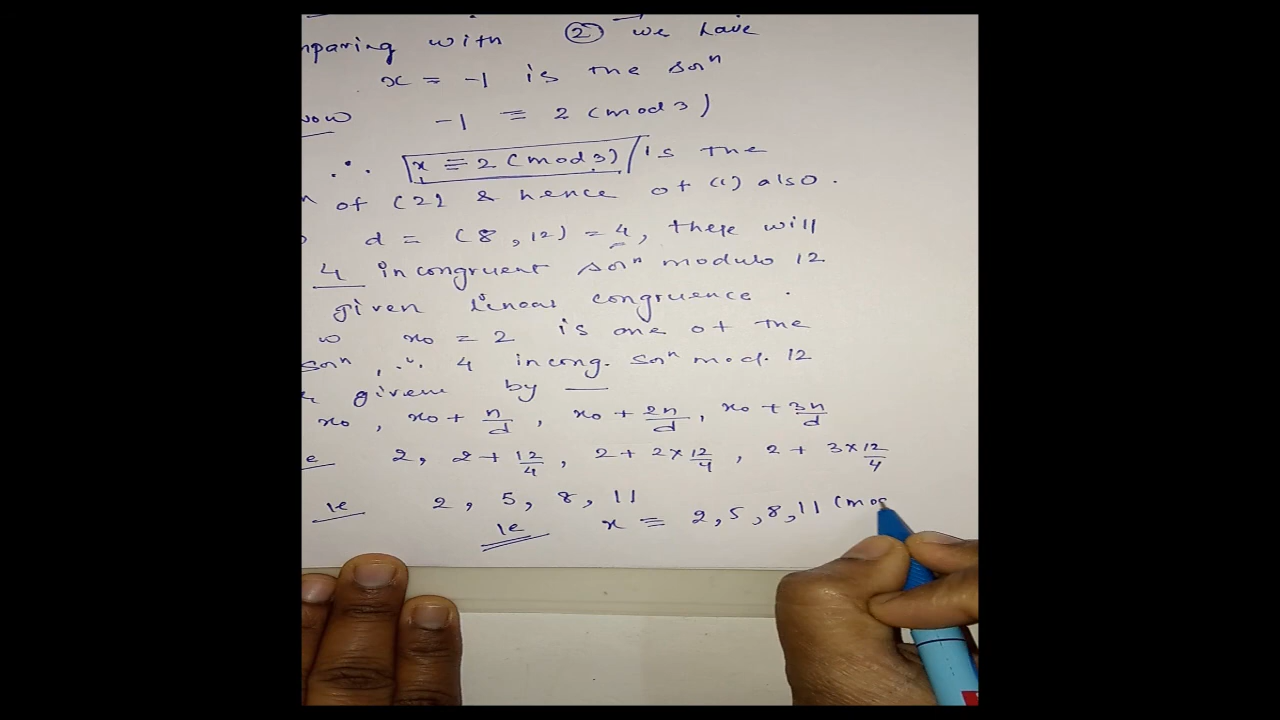 mparing with ② we have
x = -1 is the solⁿ
now -1 ≡ 2 (mod 3)
∴ x ≡ 2 (mod 3) is the
n of (2) & hence of (1) also.
d = (8, 12) = 4, there will
4 incongruent solⁿ modulo 12
given linear congruence.
w x₀ = 2 is one of the
solⁿ, ∴ 4 incong. solⁿ mod. 12
given by —
x₀, x₀ + n/d, x₀ + 2n/d, x₀ + 3n/d
e 2, 2 + 12/4, 2 + 2×12/4, 2 + 3×12/4
ie 2, 5, 8, 11
ie x ≡ 2, 5, 8, 11 (mo